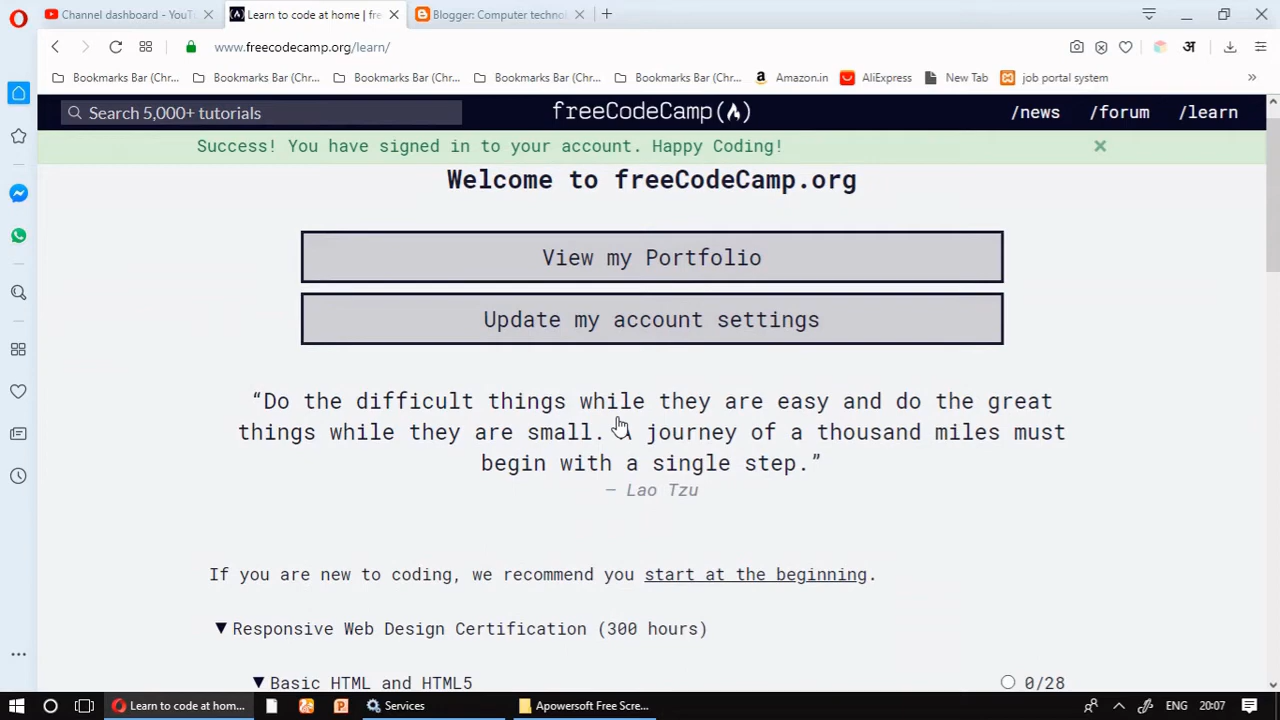 Channel dashboard - YouT
Learn to code at home | fre
Blogger: Computer technol
www.freecodecamp.org/learn/
अ
Bookmarks Bar (Chr...
Bookmarks Bar (Chr...
Bookmarks Bar (Chr...
Bookmarks Bar (Chr...
Bookmarks Bar (Chr...
Amazon.in
AliExpress
New Tab
job portal system
Search 5,000+ tutorials
freeCodeCamp
/news
/forum
/learn
Success! You have signed in to your account. Happy Coding!
Welcome to freeCodeCamp.org
View my Portfolio
Update my account settings
“Do the difficult things while they are easy and do the great
things while they are small. A journey of a thousand miles must
begin with a single step.”
— Lao Tzu
If you are new to coding, we recommend you start at the beginning.
Responsive Web Design Certification (300 hours)
Basic HTML and HTML5
0/28
Learn to code at hom...
Services
Apowersoft Free Scre...
ENG
20:07